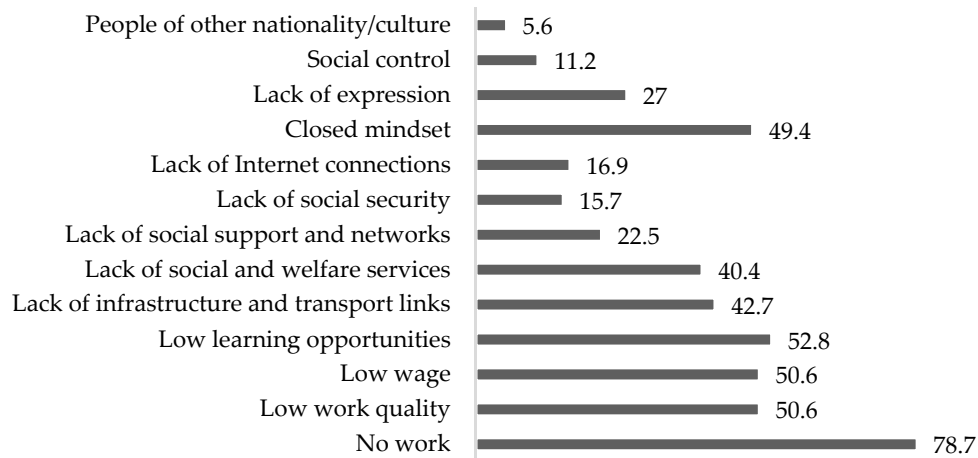 People of other nationality/culture 5.6
Social control 11.2
Lack of expression 27
Closed mindset 49.4
Lack of Internet connections 16.9
Lack of social security 15.7
Lack of social support and networks 22.5
Lack of social and welfare services 40.4
Lack of infrastructure and transport links 42.7
Low learning opportunities 52.8
Low wage 50.6
Low work quality 50.6
No work 78.7